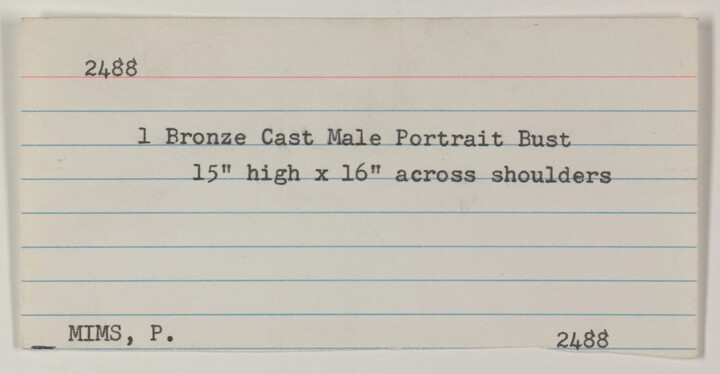 2488
1 Bronze Cast Male Portrait Bust
15" high x 16" across shoulders
MIMS, P.
2488